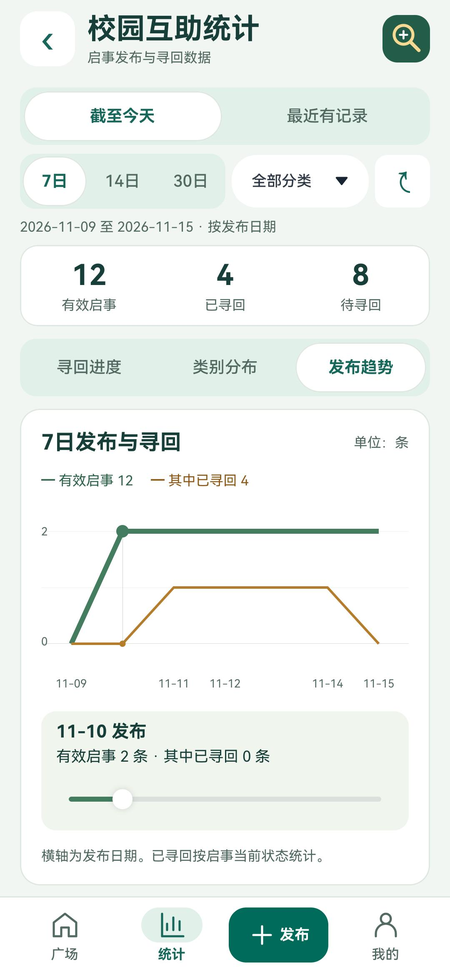 校园互助统计
启事发布与寻回数据
截至今天 最近有记录
7日 14日 30日 全部分类
2026-11-09 至 2026-11-15 · 按发布日期
12 4 8
有效启事 已寻回 待寻回
寻回进度 类别分布 发布趋势
7日发布与寻回 单位：条
有效启事 12 其中已寻回 4
2
0
11-09 11-11 11-12 11-14 11-15
11-10 发布
有效启事 2 条 · 其中已寻回 0 条
横轴为发布日期。已寻回按启事当前状态统计。
广场 统计 发布 我的